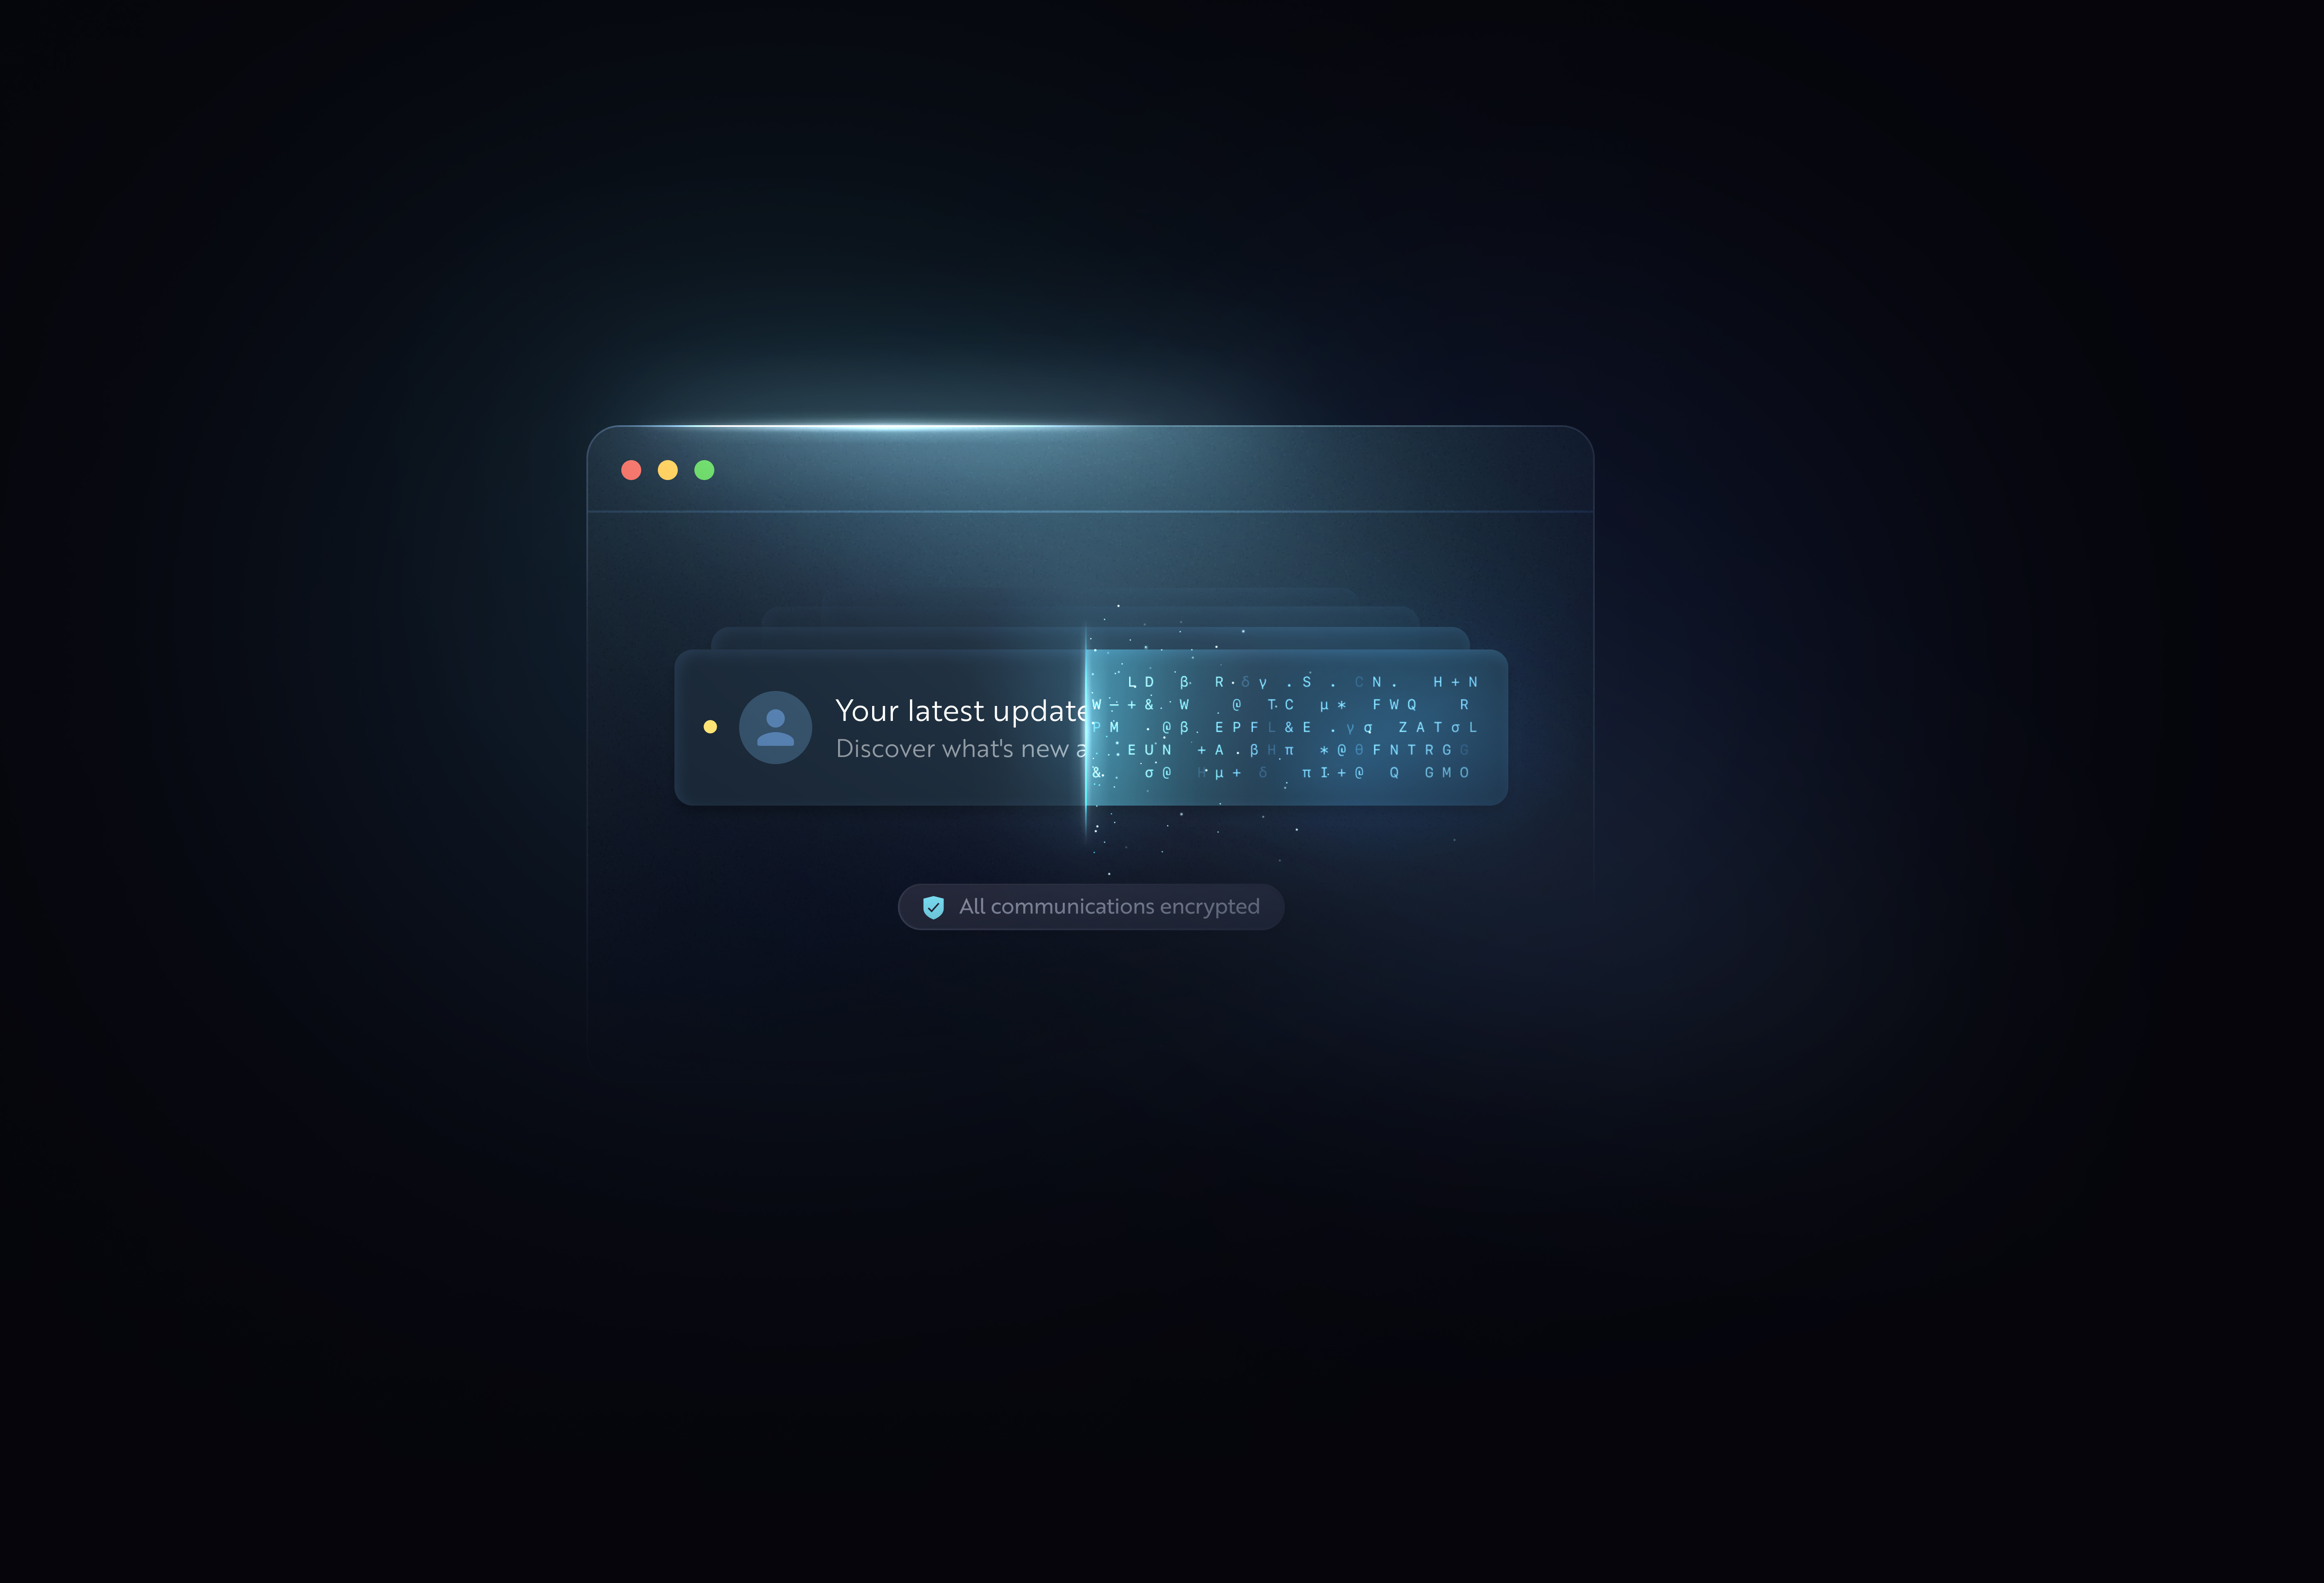 Your latest update
Discover what's new a
L D β R δ γ . S . C N . H + N
W — + & . W @ T C μ * F W Q R
P M . @ β . E P F L & E . γ σ Z A T σ L
. . E U N + A . β H π * @ θ F N T R G G
& . σ @ H μ + δ π I + @ Q G M O
All communications encrypted